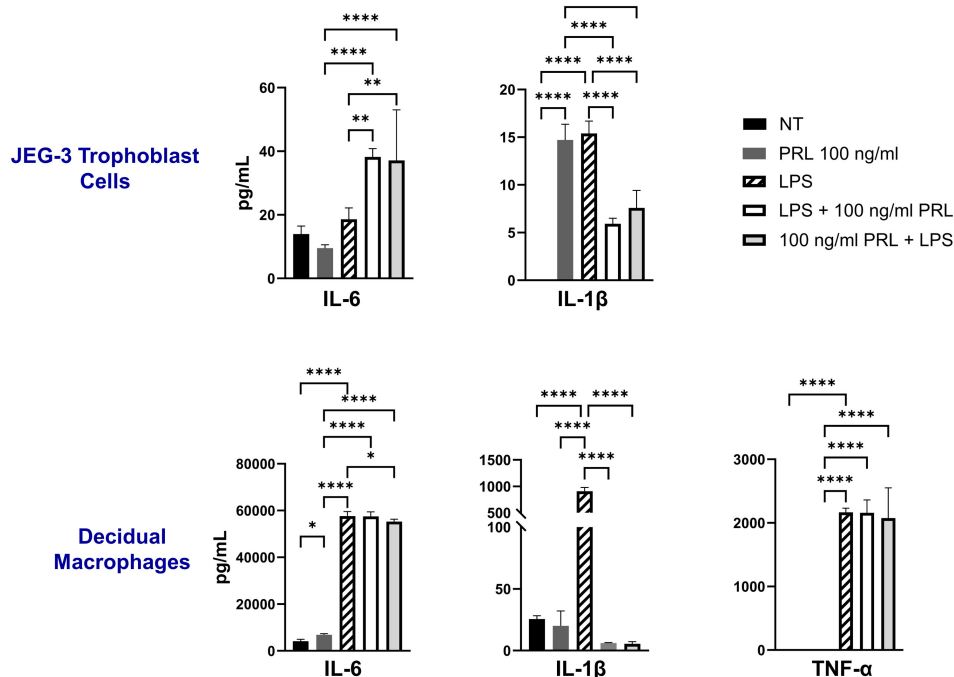 ****
****
**
**
60
40
20
0
pg/mL
IL-6
JEG-3 Trophoblast
Cells
****
**** ****
**** ****
20
15
10
5
0
IL-1β
NT
PRL 100 ng/ml
LPS
LPS + 100 ng/ml PRL
100 ng/ml PRL + LPS
Decidual
Macrophages
****
****
****
*
****
*
80000
60000
40000
20000
0
pg/mL
IL-6
**** ****
****
****
1500
1000
500
100
50
0
IL-1β
****
****
****
****
3000
2000
1000
0
TNF-α